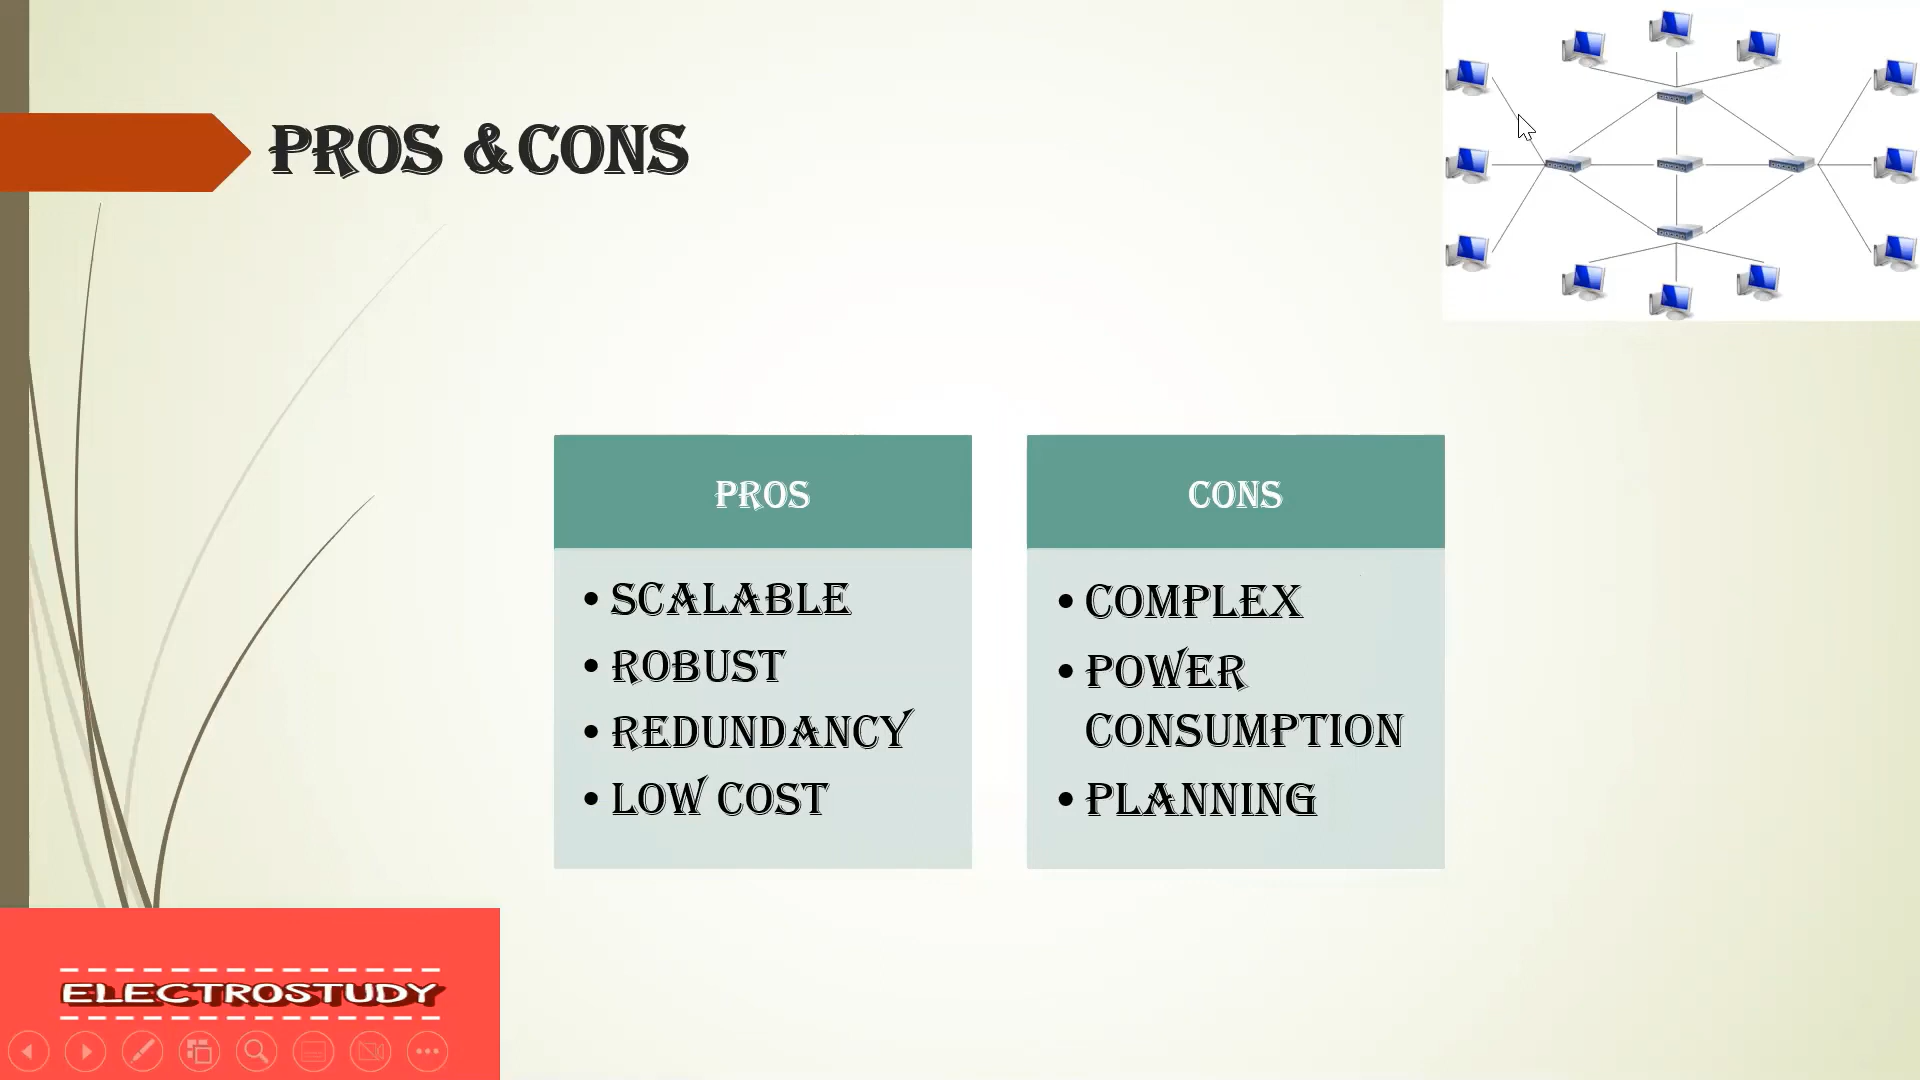 PROS &CONS
PROS
• SCALABLE
• ROBUST
• REDUNDANCY
• LOW COST
CONS
• COMPLEX
• POWER
CONSUMPTION
• PLANNING
ELECTROSTUDY